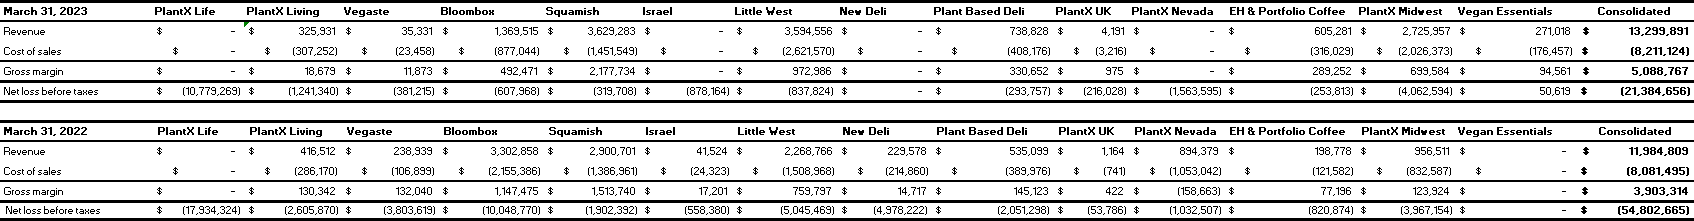 March 31, 2023 PlantX Life PlantX Living Vegaste Bloombox Squamish Israel Little West New Deli Plant Based Deli PlantX UK PlantX Nevada EH & Portfolio Coffee PlantX Midwest Vegan Essentials Consolidated
Revenue $ - $ 325,931 $ 35,331 $ 1,369,515 $ 3,629,283 $ - $ 3,594,556 $ - $ 738,828 $ 4,191 $ - $ 605,281 $ 2,725,957 $ 271,018 $ 13,299,891
Cost of sales $ - $ (307,252) $ (23,458) $ (877,044) $ (1,451,549) $ - $ (2,621,570) $ - $ (408,176) $ (3,216) $ - $ (316,029) $ (2,026,373) $ (176,457) $ (8,211,124)
Gross margin $ - $ 18,679 $ 11,873 $ 492,471 $ 2,177,734 $ - $ 972,986 $ - $ 330,652 $ 975 $ - $ 289,252 $ 699,584 $ 94,561 $ 5,088,767
Net loss before taxes $ (10,779,269) $ (1,241,340) $ (381,215) $ (607,968) $ (319,708) $ (878,164) $ (837,824) $ - $ (293,757) $ (216,028) $ (1,563,595) $ (253,813) $ (4,062,594) $ 50,619 $ (21,384,656)
March 31, 2022 PlantX Life PlantX Living Vegaste Bloombox Squamish Israel Little West New Deli Plant Based Deli PlantX UK PlantX Nevada EH & Portfolio Coffee PlantX Midwest Vegan Essentials Consolidated
Revenue $ - $ 416,512 $ 238,939 $ 3,302,858 $ 2,900,701 $ 41,524 $ 2,268,766 $ 229,578 $ 535,099 $ 1,164 $ 894,379 $ 198,778 $ 956,511 $ - $ 11,984,809
Cost of sales $ - $ (286,170) $ (106,899) $ (2,155,386) $ (1,386,961) $ (24,323) $ (1,508,968) $ (214,860) $ (389,976) $ (741) $ (1,053,042) $ (121,582) $ (832,587) $ - $ (8,081,495)
Gross margin $ - $ 130,342 $ 132,040 $ 1,147,475 $ 1,513,740 $ 17,201 $ 759,797 $ 14,717 $ 145,123 $ 422 $ (158,663) $ 77,196 $ 123,924 $ - $ 3,903,314
Net loss before taxes $ (17,934,324) $ (2,605,870) $ (3,803,619) $ (10,048,770) $ (1,902,392) $ (558,380) $ (5,045,469) $ (4,978,222) $ (2,051,298) $ (53,786) $ (1,032,507) $ (820,874) $ (3,967,154) $ - $ (54,802,665)